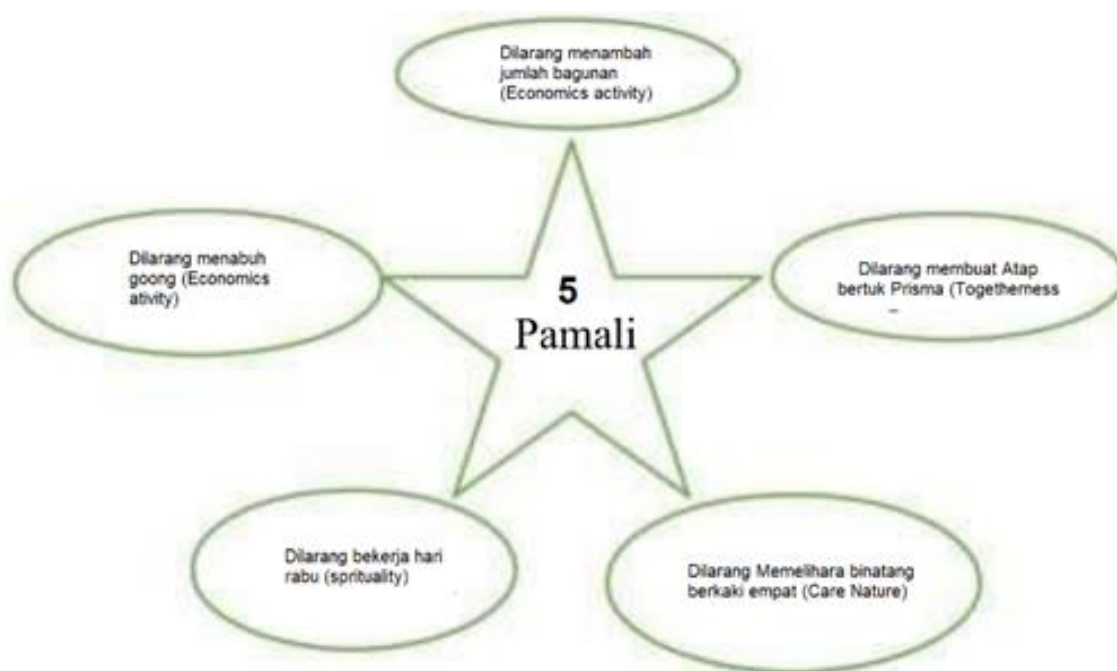 Dilarang menambah
jumlah bagunan
(Economics activity)
Dilarang menabuh
goong (Economics
ativity)
5
Pamali
Dilarang membuat Atap
bertuk Prisma (Togetherness
–
Dilarang bekerja hari
rabu (sprituality)
Dilarang Memelihara binatang
berkaki empat (Care Nature)